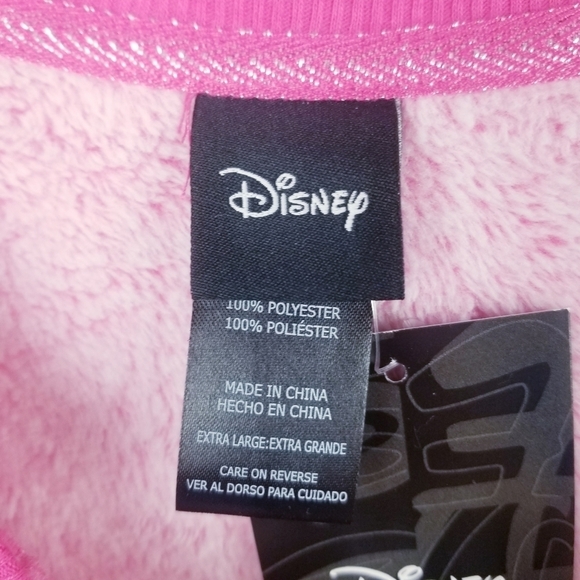 Disney
100% POLYESTER
100% POLIÉSTER
MADE IN CHINA
HECHO EN CHINA
EXTRA LARGE:EXTRA GRANDE
CARE ON REVERSE
VER AL DORSO PARA CUIDADO
Disney